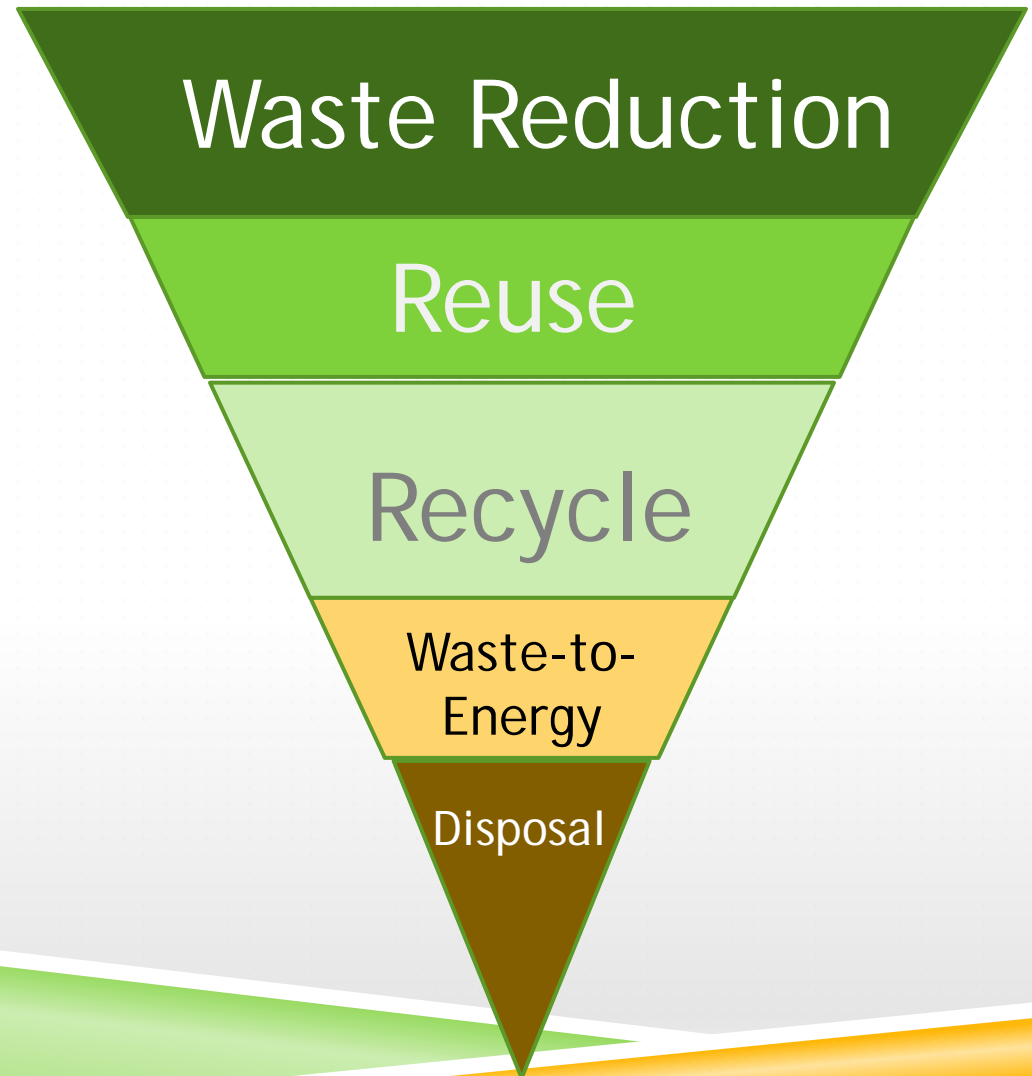 Waste Reduction
Reuse
Recycle
Waste-to-
Energy
Disposal